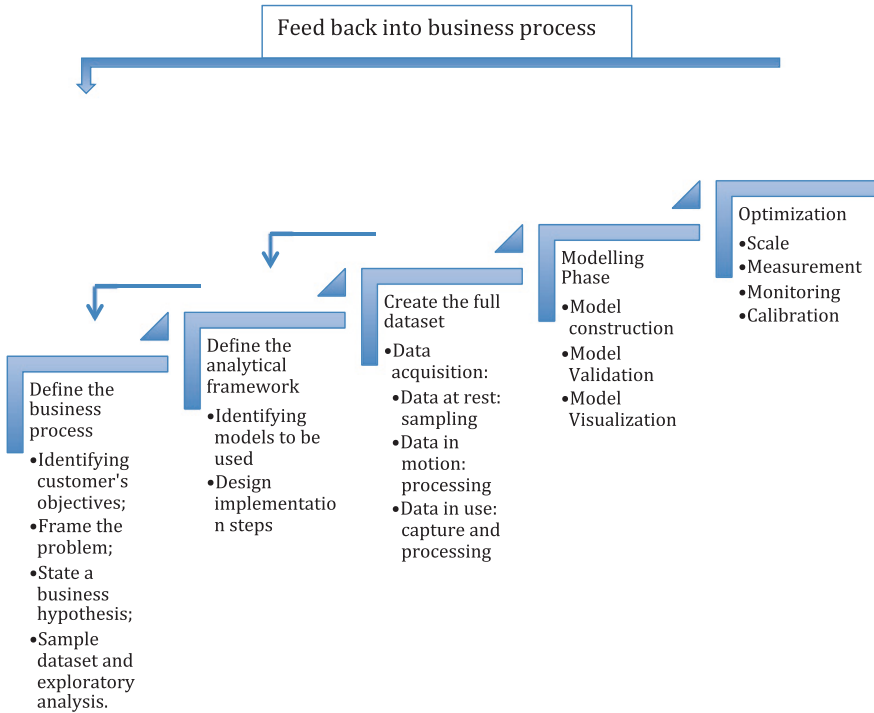 Feed back into business process
Define the
business
process
•Identifying
customer's
objectives;
•Frame the
problem;
•State a
business
hypothesis;
•Sample
dataset and
exploratory
analysis.
Define the
analytical
framework
•Identifying
models to be
used
•Design
implementatio
n steps
Create the full
dataset
•Data
acquisition:
•Data at rest:
sampling
•Data in
motion:
processing
•Data in use:
capture and
processing
Modelling
Phase
•Model
construction
•Model
Validation
•Model
Visualization
Optimization
•Scale
•Measurement
•Monitoring
•Calibration